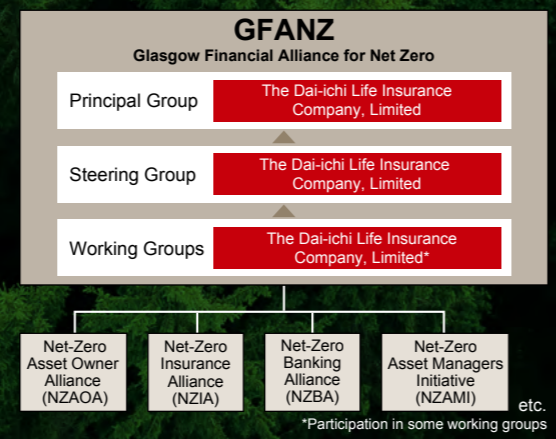 GFANZ
Glasgow Financial Alliance for Net Zero
Principal Group
The Dai-ichi Life Insurance
Company, Limited
Steering Group
The Dai-ichi Life Insurance
Company, Limited
Working Groups
The Dai-ichi Life Insurance
Company, Limited*
Net-Zero
Asset Owner
Alliance
(NZAOA)
Net-Zero
Insurance
Alliance
(NZIA)
Net-Zero
Banking
Alliance
(NZBA)
Net-Zero
Asset Managers
Initiative
(NZAMI)
etc.
*Participation in some working groups